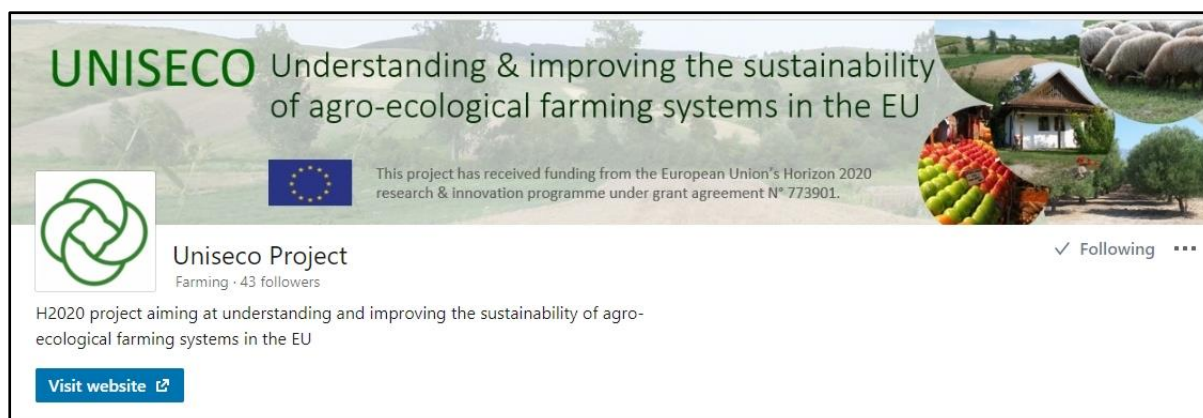 UNISECO Understanding & improving the sustainability
of agro-ecological farming systems in the EU
This project has received funding from the European Union's Horizon 2020
research & innovation programme under grant agreement N° 773901.
Uniseco Project
Farming · 43 followers
Following
H2020 project aiming at understanding and improving the sustainability of agro-
ecological farming systems in the EU
Visit website